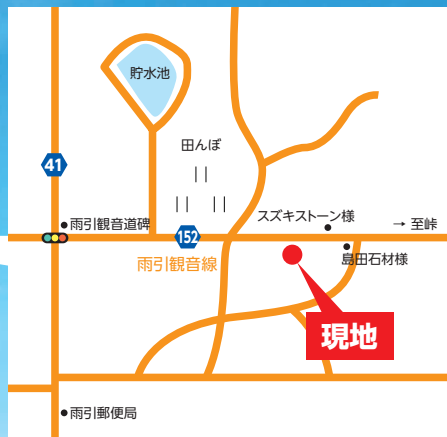 貯水池
田んぼ
41
雨引観音道碑
152
スズキストーン様
→ 至峠
雨引観音線
島田石材様
現地
雨引郵便局